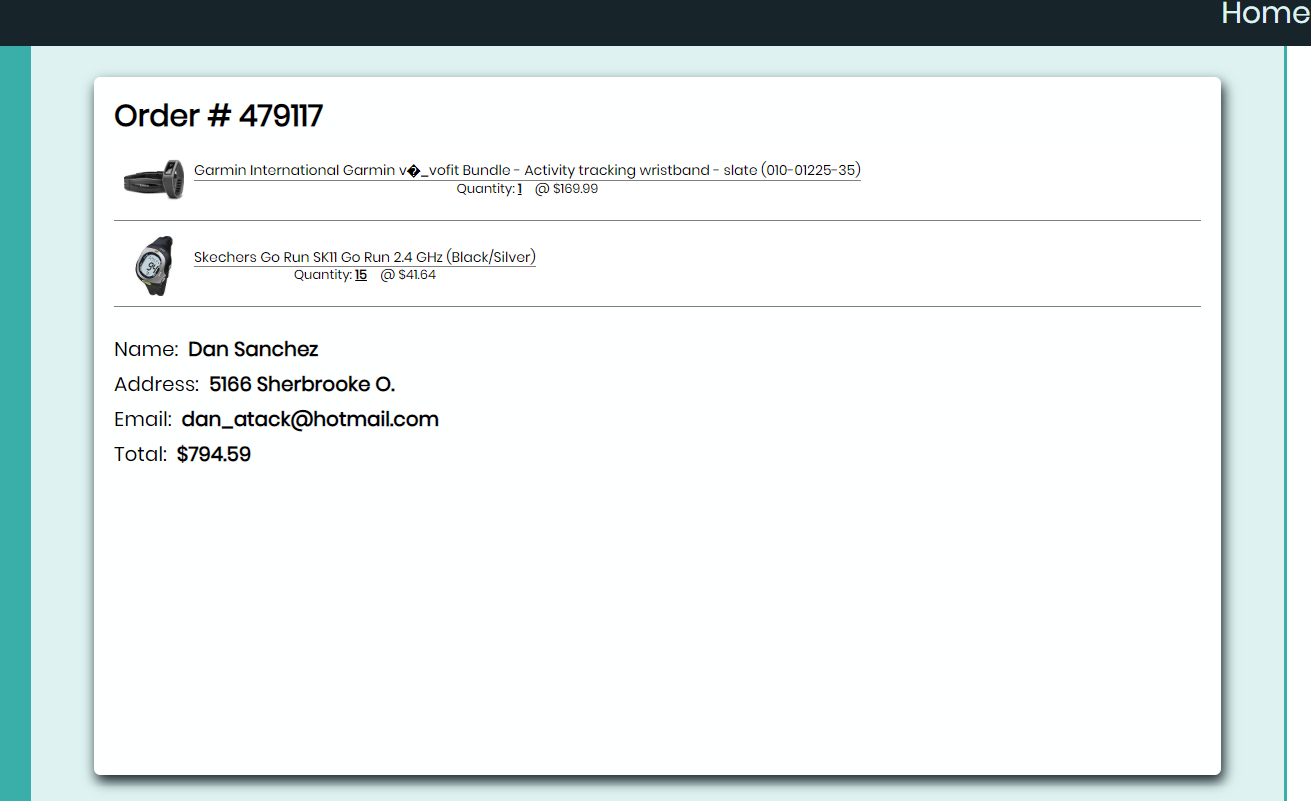 Home
Order # 479117
Garmin International Garmin v�_vofit Bundle - Activity tracking wristband - slate (010-01225-35)
Quantity: 1 @ $169.99
Skechers Go Run SK11 Go Run 2.4 GHz (Black/Silver)
Quantity: 15 @ $41.64
Name: Dan Sanchez
Address: 5166 Sherbrooke O.
Email: dan_atack@hotmail.com
Total: $794.59